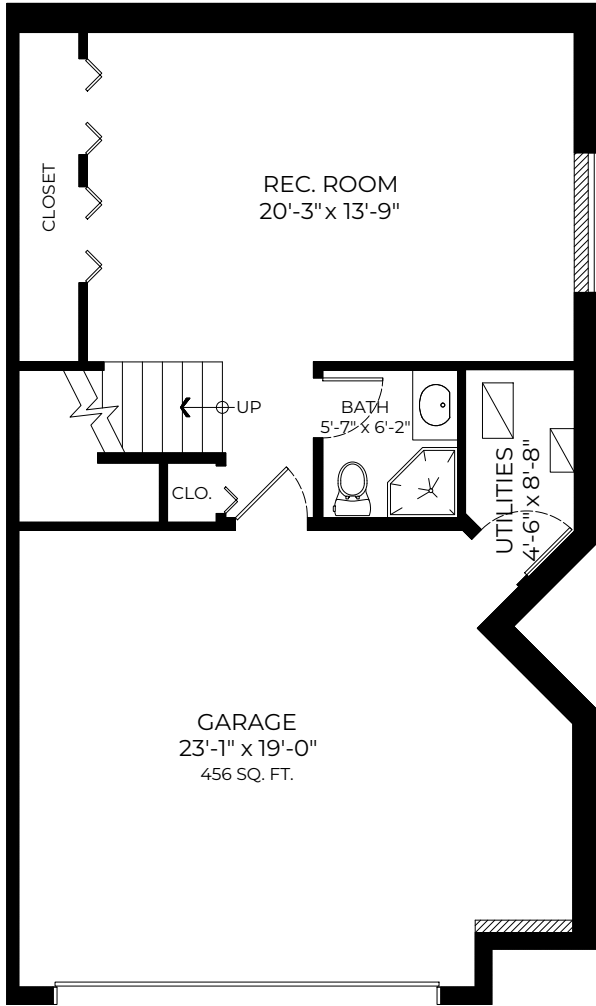 CLOSET
REC. ROOM
20'-3" x 13'-9"
UP
BATH
5'-7" x 6'-2"
CLO.
UTILITIES
4'-6" x 8'-8"
GARAGE
23'-1" x 19'-0"
456 SQ. FT.